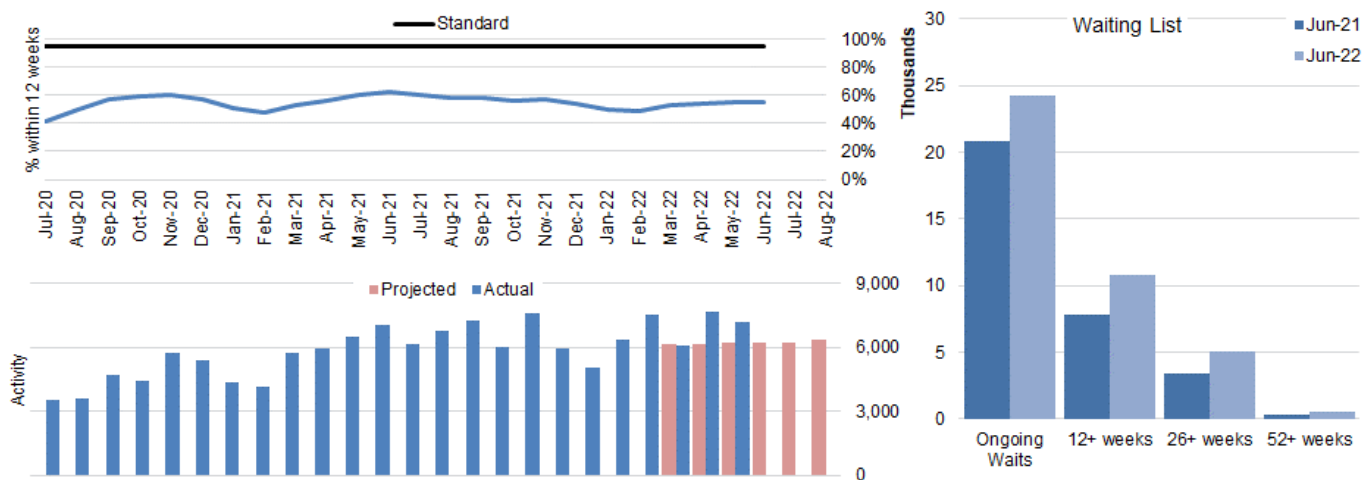 Standard
% within 12 weeks
100%
80%
60%
40%
20%
0%
Jul-20
Aug-20
Sep-20
Oct-20
Nov-20
Dec-20
Jan-21
Feb-21
Mar-21
Apr-21
May-21
Jun-21
Jul-21
Aug-21
Sep-21
Oct-21
Nov-21
Dec-21
Jan-22
Feb-22
Mar-22
Apr-22
May-22
Jun-22
Jul-22
Aug-22
Projected Actual
Activity
9,000
6,000
3,000
0
Waiting List
Jun-21
Jun-22
Thousands
30
25
20
15
10
5
0
Ongoing
Waits
12+ weeks
26+ weeks
52+ weeks